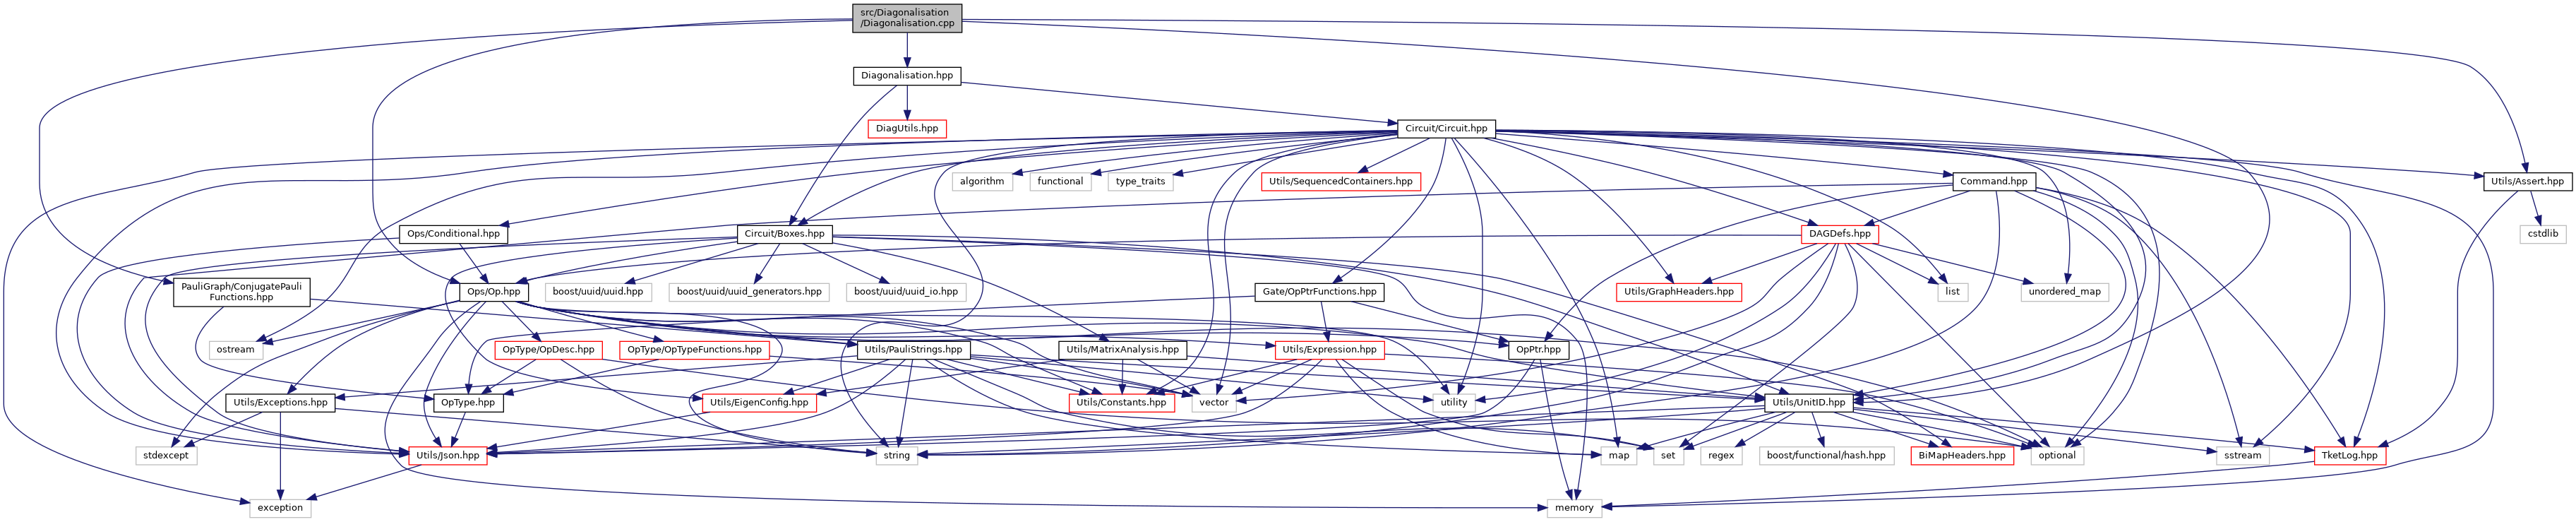 src/Diagonalisation
/Diagonalisation.cpp
Diagonalisation.hpp
DiagUtils.hpp
Circuit/Circuit.hpp
algorithm
functional
type_traits
Utils/SequencedContainers.hpp
Command.hpp
Utils/Assert.hpp
Ops/Conditional.hpp
Circuit/Boxes.hpp
DAGDefs.hpp
cstdlib
PauliGraph/ConjugatePauli
Functions.hpp
Ops/Op.hpp
boost/uuid/uuid.hpp
boost/uuid/uuid_generators.hpp
boost/uuid/uuid_io.hpp
Gate/OpPtrFunctions.hpp
Utils/GraphHeaders.hpp
list
unordered_map
ostream
OpType/OpDesc.hpp
OpType/OpTypeFunctions.hpp
Utils/PauliStrings.hpp
Utils/MatrixAnalysis.hpp
Utils/Expression.hpp
OpPtr.hpp
Utils/Exceptions.hpp
OpType.hpp
Utils/EigenConfig.hpp
Utils/Constants.hpp
vector
utility
Utils/UnitID.hpp
stdexcept
Utils/Json.hpp
string
map
set
regex
boost/functional/hash.hpp
BiMapHeaders.hpp
optional
sstream
TketLog.hpp
exception
memory